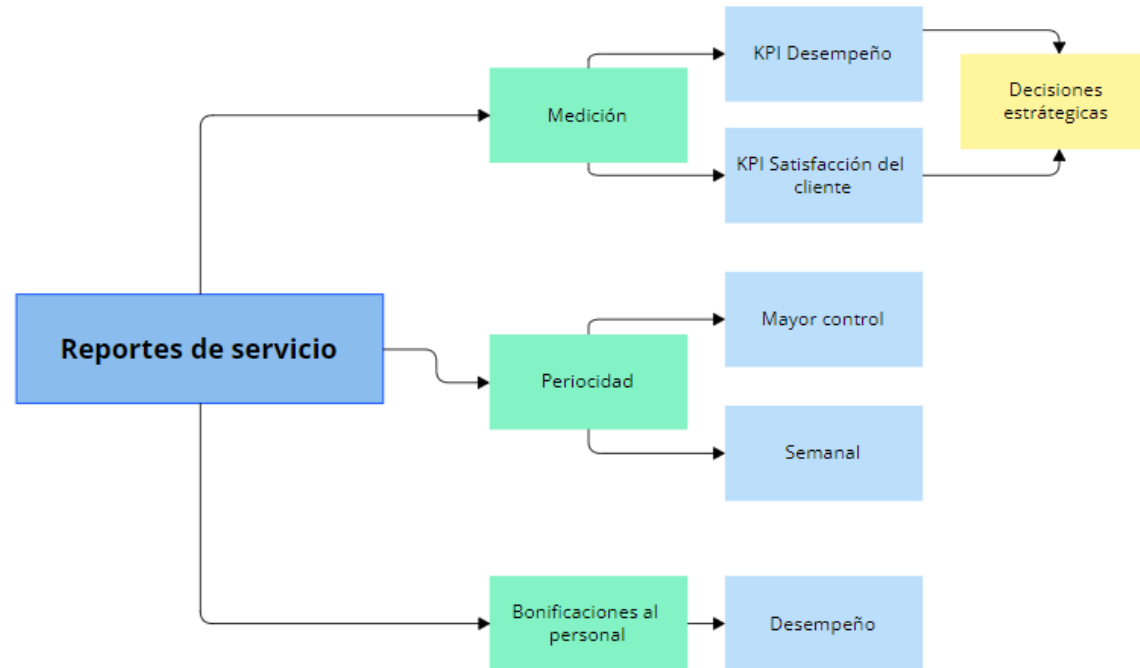 KPI Desempeño
Decisiones
estrátegicas
Medición
KPI Satisfacción del
cliente
Mayor control
Reportes de servicio
Periocidad
Semanal
Bonificaciones al
personal
Desempeño